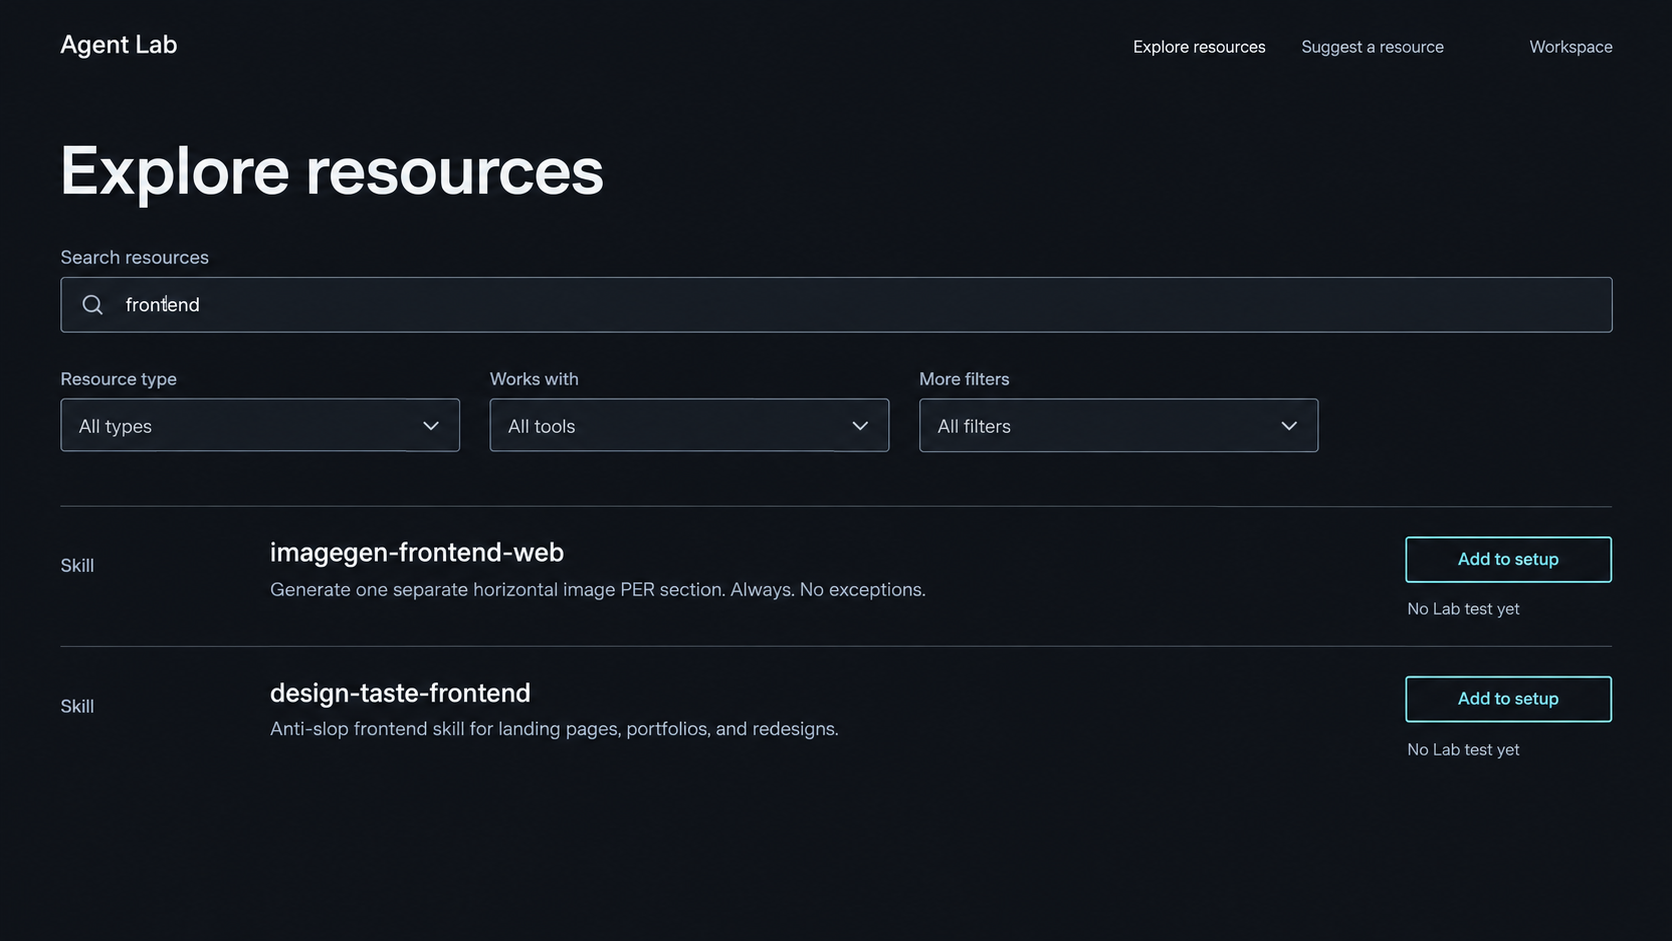 Agent Lab
Explore resources
Suggest a resource
Workspace
Explore resources
Search resources
frontend
Resource type
Works with
More filters
All types
All tools
All filters
Skill
imagegen-frontend-web
Generate one separate horizontal image PER section. Always. No exceptions.
Add to setup
No Lab test yet
Skill
design-taste-frontend
Anti-slop frontend skill for landing pages, portfolios, and redesigns.
Add to setup
No Lab test yet